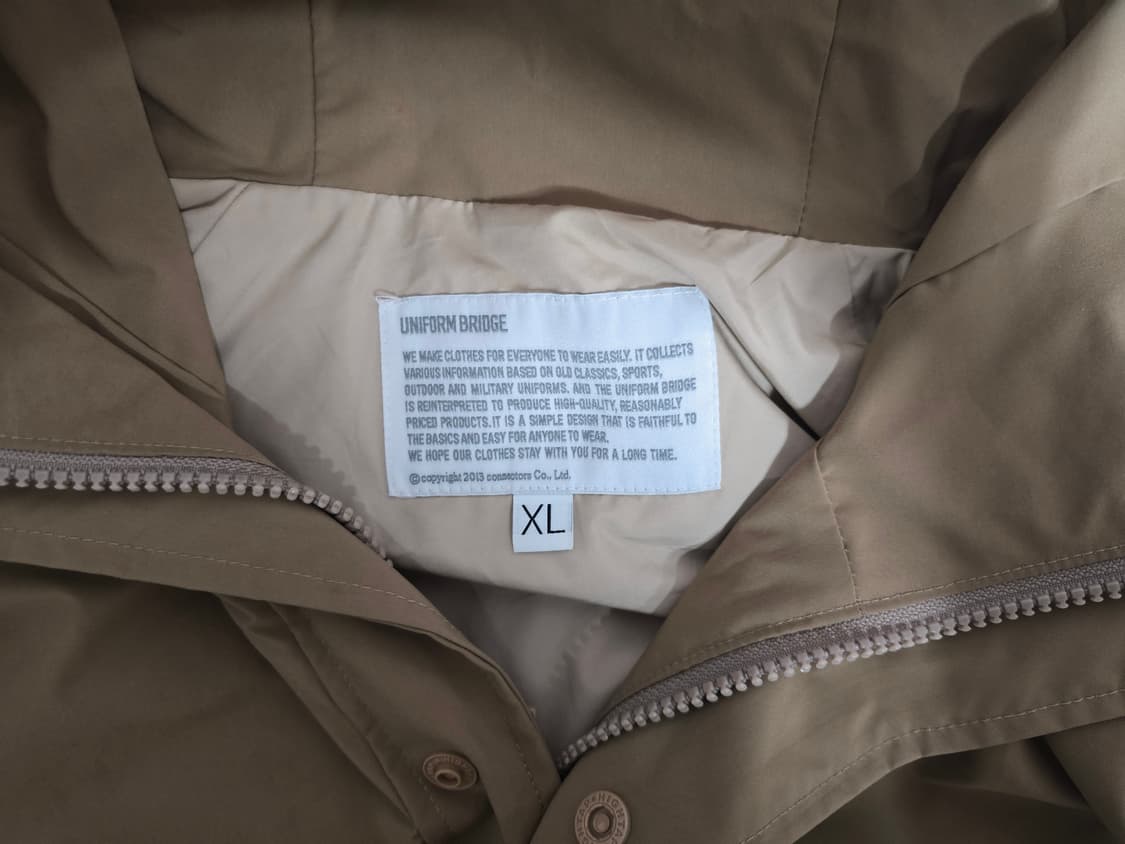 UNIFORM BRIDGE
WE MAKE CLOTHES FOR EVERYONE TO WEAR EASILY. IT COLLECTS
VARIOUS INFORMATION BASED ON OLD CLASSICS, SPORTS,
OUTDOOR AND MILITARY UNIFORMS. AND THE UNIFORM BRIDGE
IS REINTERPRETED TO PRODUCE HIGH-QUALITY, REASONABLY
PRICED PRODUCTS. IT IS A SIMPLE DESIGN THAT IS FAITHFUL TO
THE BASICS AND EASY FOR ANYONE TO WEAR.
WE HOPE OUR CLOTHES STAY WITH YOU FOR A LONG TIME.
© copyright 2013 connectors Co., Ltd.
XL